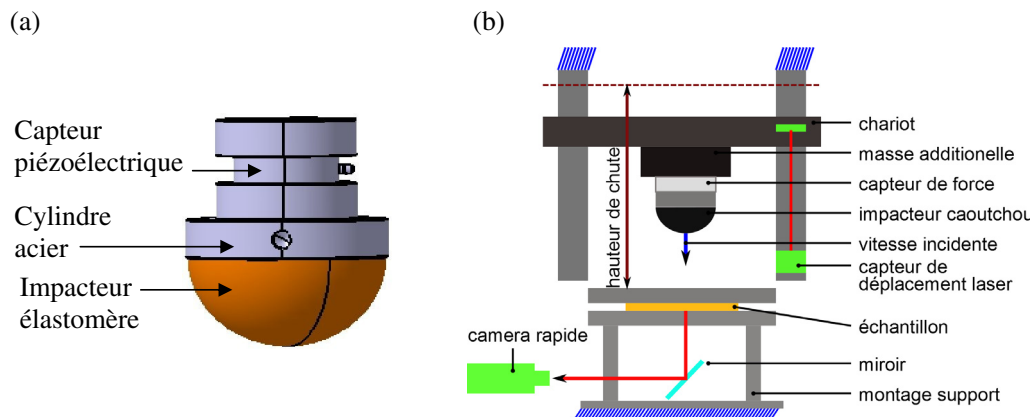 (a)
Capteur
piézoélectrique
Cylindre
acier
Impacteur
élastomère
(b)
hauteur de chute
chariot
masse additionelle
capteur de force
impacteur caoutchou
vitesse incidente
capteur de
déplacement laser
échantillon
camera rapide
miroir
montage support